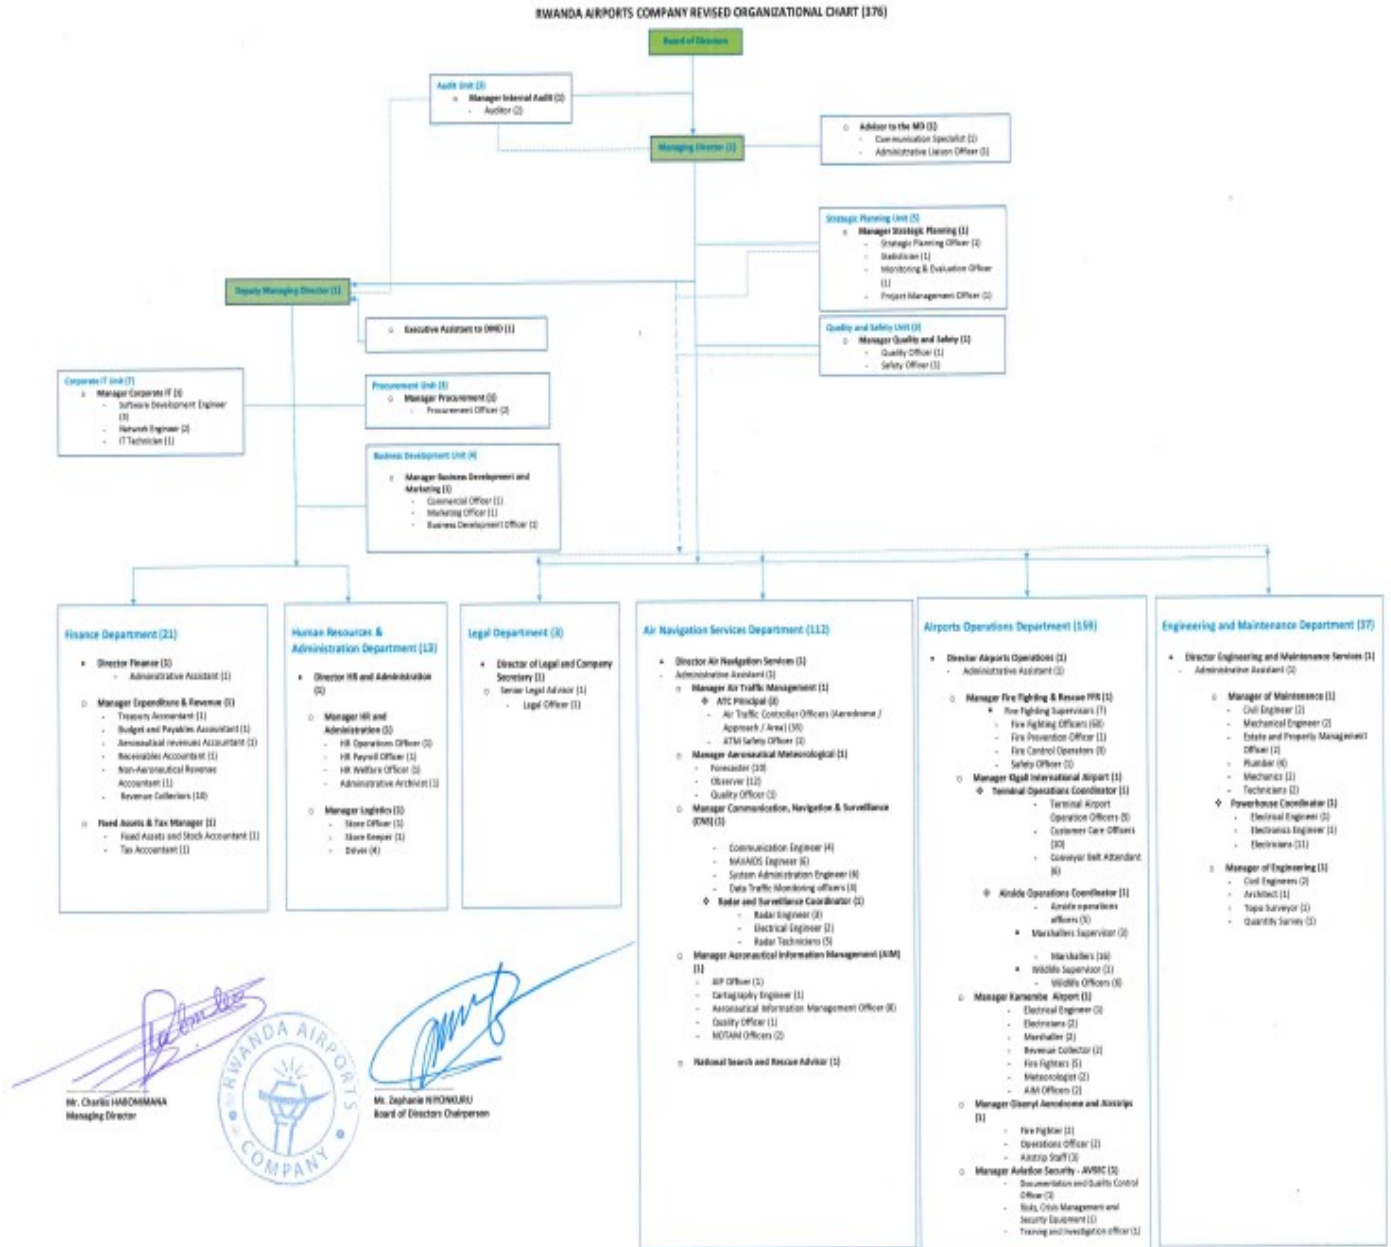 RWANDA AIRPORTS COMPANY REVISED ORGANIZATIONAL CHART (376)
Board of Directors
Audit Unit (3)
Manager Internal Audit (1)
Auditor (2)
Managing Director (1)
Advisor to the MD (1)
Communication Specialist (1)
Administrative Liaison Officer (1)
Strategic Planning Unit (5)
Manager Strategic Planning (1)
Strategic Planning Officer (1)
Statistician (1)
Monitoring & Evaluation Officer
(1)
Project Management Officer (1)
Deputy Managing Director (1)
Executive Assistant to DMD (1)
Quality and Safety Unit (3)
Manager Quality and Safety (1)
Quality Officer (1)
Safety Officer (1)
Corporate IT Unit (7)
Manager Corporate IT (1)
Software Development Engineer
(3)
Network Engineer (2)
IT Technician (1)
Procurement Unit (3)
Manager Procurement (1)
Procurement Officer (2)
Business Development Unit (4)
Manager Business Development and
Marketing (1)
Commercial Officer (1)
Marketing Officer (1)
Business Development Officer (1)
Finance Department (21)
Director Finance (1)
Administrative Assistant (1)
Manager Expenditure & Revenue (1)
Treasury Accountant (1)
Budget and Payables Accountant (1)
Aeronautical revenues Accountant (1)
Receivables Accountant (1)
Non-Aeronautical Revenue
Accountant (1)
Revenue Collectors (10)
Fixed Assets & Tax Manager (1)
Fixed Assets and Stock Accountant (1)
Tax Accountant (1)
Human Resources &
Administration Department (13)
Director HR and Administration
(1)
Manager HR and
Administration (1)
HR Operations Officer (1)
HR Payroll Officer (1)
HR Welfare Officer (1)
Administrative Archivist (1)
Manager Logistics (1)
Store Officer (1)
Store Keeper (1)
Driver (4)
Legal Department (3)
Director of Legal and Company
Secretary (1)
Senior Legal Advisor (1)
Legal Officer (1)
Air Navigation Services Department (112)
Director Air Navigation Services (1)
Administrative Assistant (1)
Manager Air Traffic Management (1)
ATC Principal
Air Traffic Controller Officers (Aerodrome /
Approach / Area)
ATM Safety Officer
Manager Aeronautical Meteorological (1)
Forecaster (10)
Observer (12)
Quality Officer (1)
Manager Communication, Navigation & Surveillance
(CNS) (1)
Communication Engineer (4)
NAVAIDS Engineer (6)
System Administration Engineer
Data Traffic Monitoring officers
Radar and Surveillance Coordinator (1)
Radar Engineer (3)
Electrical Engineer (2)
Radar Technicians (5)
Manager Aeronautical Information Management (AIM)
(1)
AIP Officer (1)
Cartography Engineer (1)
Aeronautical Information Management Officer
Quality Officer (1)
NOTAM Officers (2)
National Search and Rescue Advisor (1)
Airports Operations Department (159)
Director Airports Operations (1)
Administrative Assistant (1)
Manager Fire Fighting & Rescue FFR (1)
Fire Fighting Supervisors (7)
Fire Fighting Officers
Fire Prevention Officer (1)
Fire Control Operators
Safety Officer (1)
Manager Kigali International Airport (1)
Terminal Operations Coordinator (1)
Terminal Airport
Operation Officers (5)
Customer Care Officers
(10)
Conveyor Belt Attendant
(6)
Airside Operations Coordinator (1)
Airside operations
officers (5)
Marshallers Supervisor
Marshallers (16)
Wildlife Supervisor (1)
Wildlife Officers
Manager Kamembe Airport (1)
Electrical Engineer (1)
Electricians (2)
Marshaller (2)
Revenue Collector (2)
Fire Fighters (5)
Meteorologist (2)
AIM Officers (2)
Manager Gisenyi Aerodrome and Airstrips
(1)
Fire Fighter
Operations Officer
Airstrip Staff
Manager Aviation Security - AVSEC (1)
Documentation and Quality Control
Officer (1)
Risks, Crisis Management and
Security Equipment (1)
Training and Investigation officer (1)
Engineering and Maintenance Department (37)
Director Engineering and Maintenance Services (1)
Administrative Assistant (1)
Manager of Maintenance (1)
Civil Engineer (2)
Mechanical Engineer (2)
Estate and Property Management
Officer (2)
Plumber (4)
Mechanics
Technicians (2)
Powerhouse Coordinator (1)
Electrical Engineer (1)
Electronics Engineer (1)
Electricians (11)
Manager of Engineering (1)
Civil Engineers (2)
Architect (1)
Topo Surveyor (1)
Quantity Survey (1)
Mr. Charles HABONIMANA
Managing Director
RWANDA AIRPORTS
COMPANY
Mr. Zephanie NIYONKURU
Board of Directors Chairperson